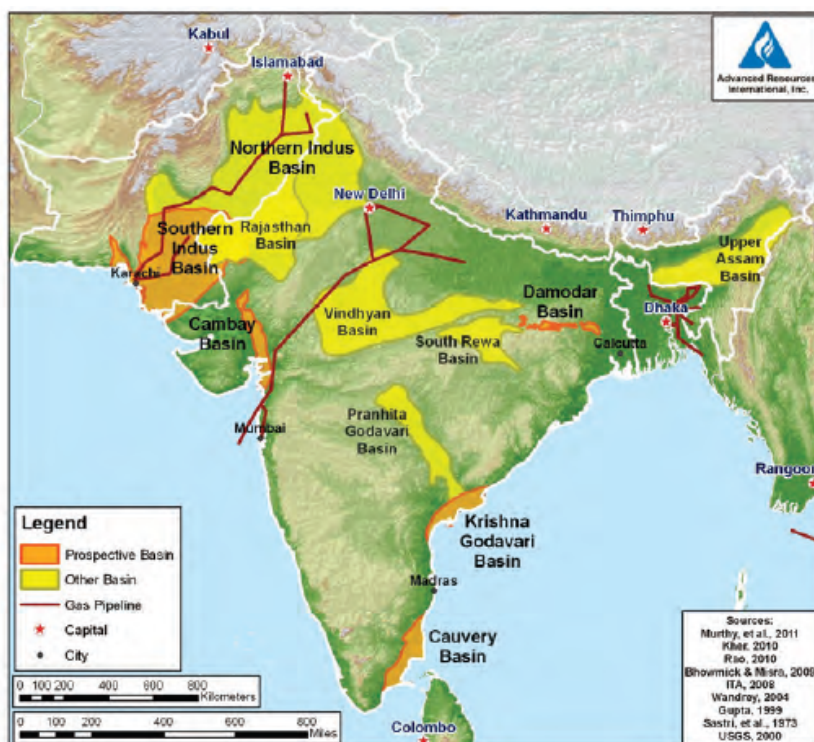 Kabul
Islamabad
Advanced Resources
International, Inc.
Northern Indus
Basin
New Delhi
Kathmandu
Thimphu
Southern
Indus
Basin
Rajasthan
Basin
Upper
Assam
Basin
Karachi
Damodar
Basin
Dhaka
Cambay
Basin
Vindhyan
Basin
South Rewa
Basin
Calcutta
Pranhita
Godavari
Basin
Mumbai
Rangoon
Krishna
Godavari
Basin
Madras
Cauvery
Basin
Colombo
Legend
Prospective Basin
Other Basin
Gas Pipeline
Capital
City
0 100 200 400 600 800
Kilometers
0 100 200 400 600 800
Miles
Sources:
Murthy, et al., 2011
Kher, 2010
Rao, 2010
Bhowmick & Misra, 2009
ITA, 2008
Wandrey, 2004
Gupta, 1999
Sastri, et al., 1973
USGS, 2000